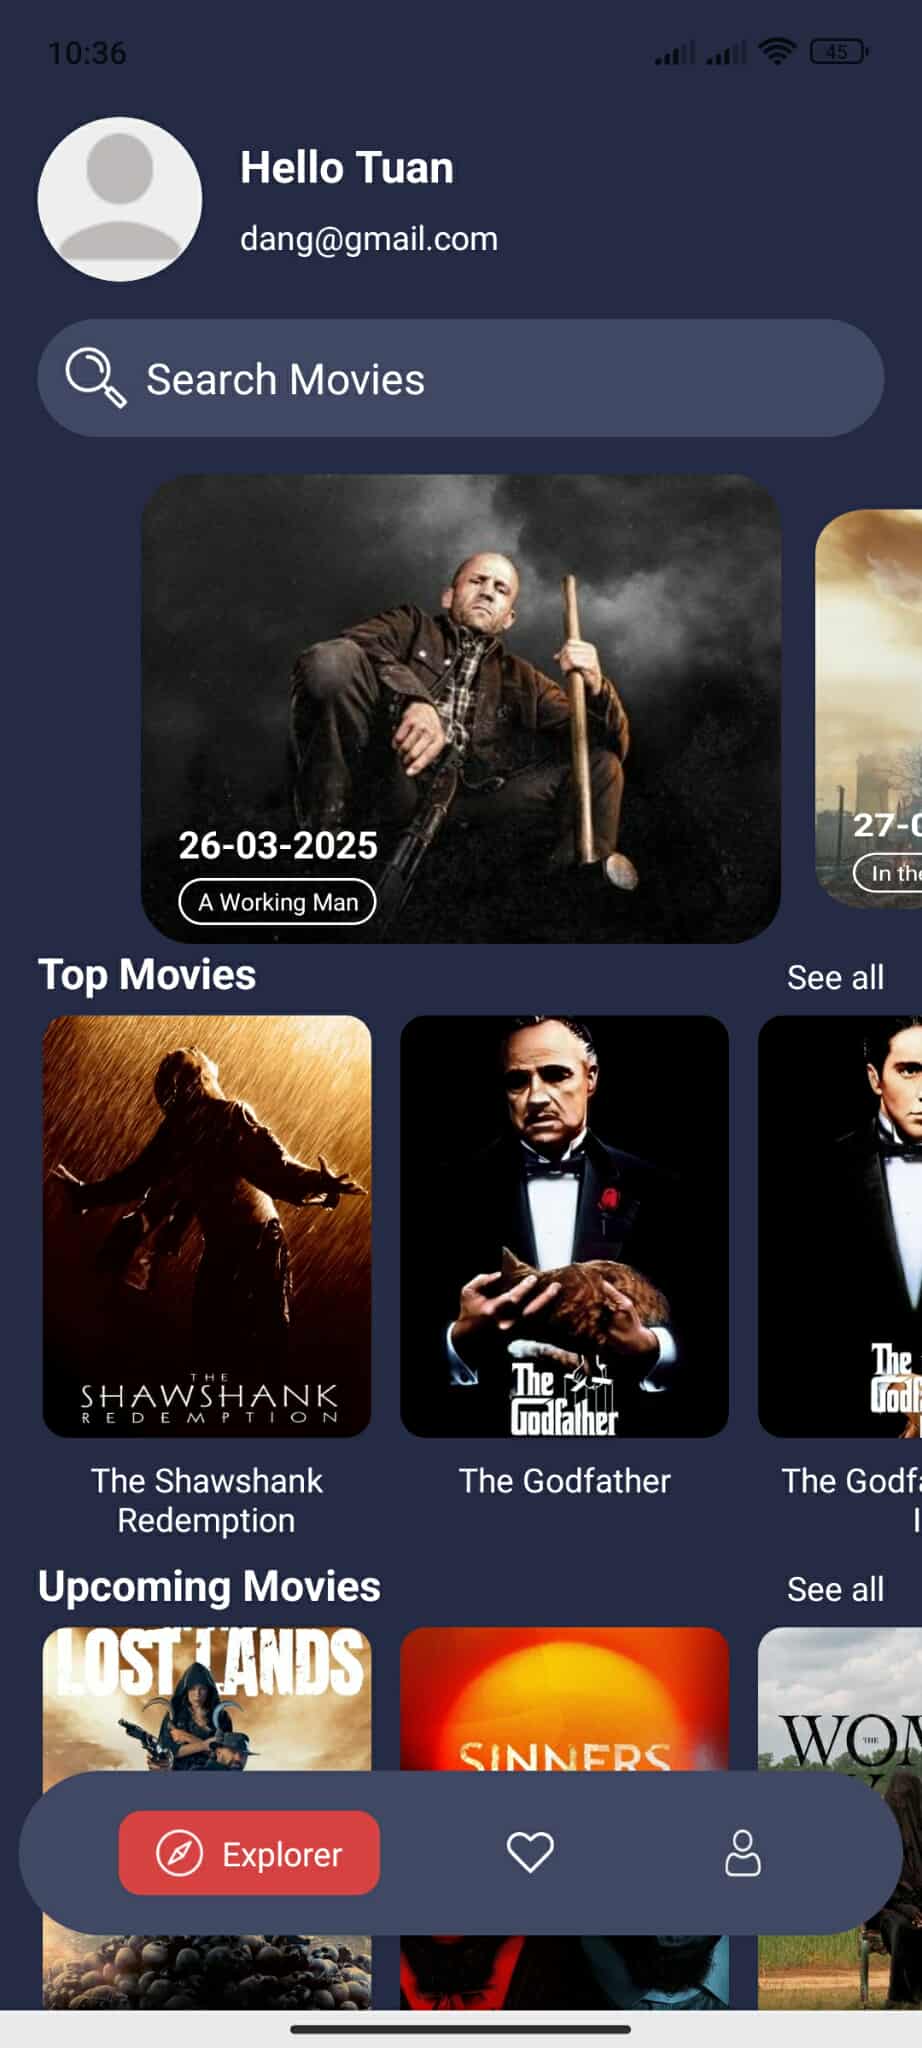 10:36
45
Hello Tuan
dang@gmail.com
Search Movies
26-03-2025
A Working Man
27-0
In the
Top Movies
See all
THE
SHAWSHANK
REDEMPTION
The
Godfather
The
Godf
The Shawshank
Redemption
The Godfather
The Godfa
I
Upcoming Movies
See all
LOST LANDS
SINNERS
THE
WOM
Explorer